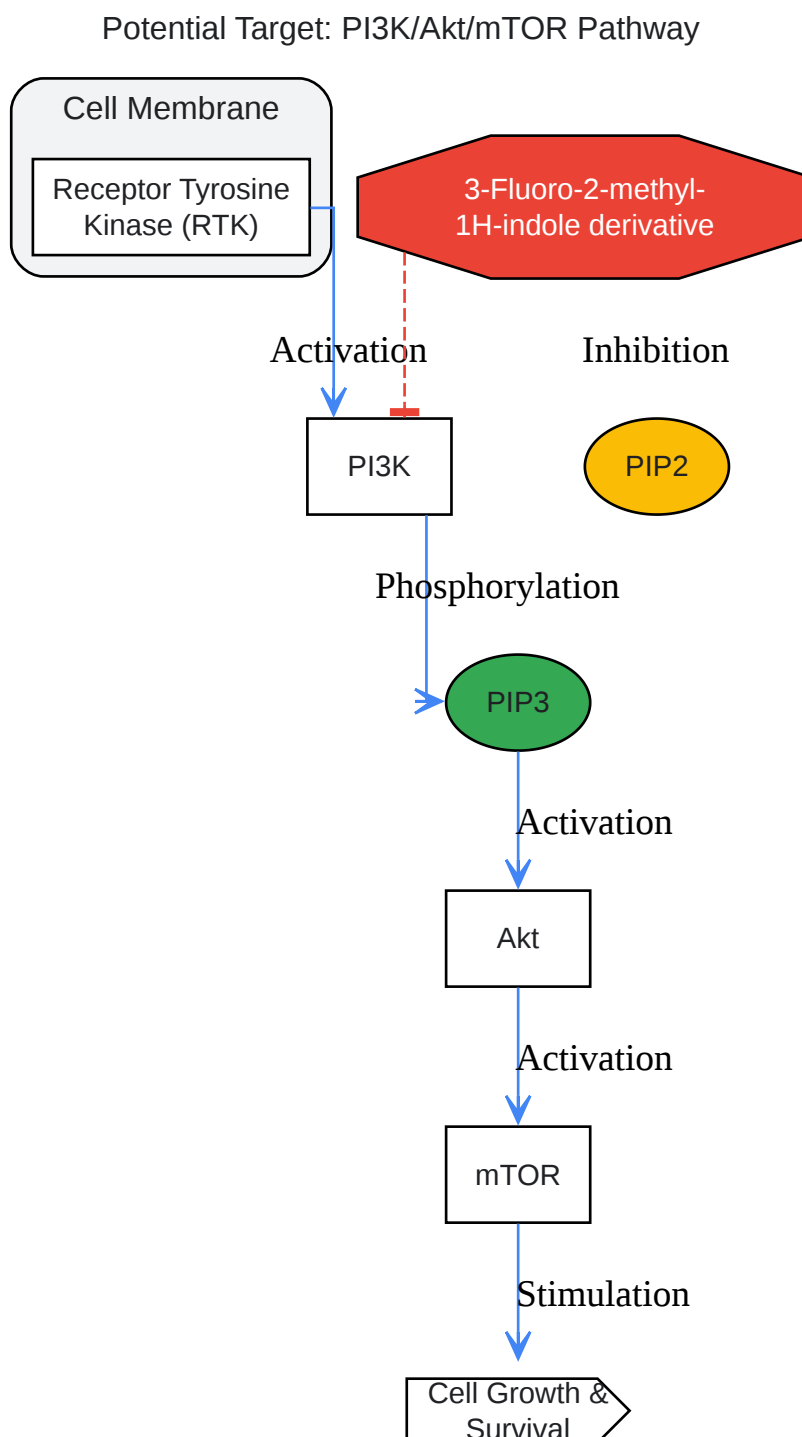 Potential Target: PI3K/Akt/mTOR Pathway
Cell Membrane
Receptor Tyrosine
Kinase (RTK)
3-Fluoro-2-methyl-
1H-indole derivative
Activation
Inhibition
PI3K
PIP2
Phosphorylation
PIP3
Activation
Akt
Activation
mTOR
Stimulation
Cell Growth &
Survival